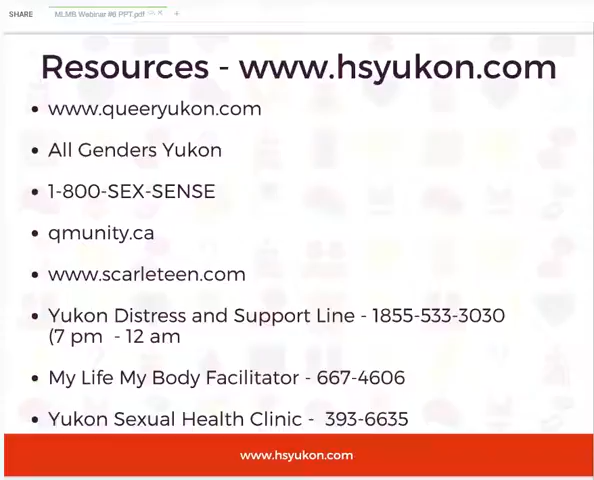 SHARE
MLMB Webinar #6 PPT.pdf
+
Resources - www.hsyukon.com
• www.queeryukon.com
• All Genders Yukon
• 1-800-SEX-SENSE
• qmunity.ca
• www.scarleteen.com
• Yukon Distress and Support Line - 1855-533-3030
(7 pm - 12 am
• My Life My Body Facilitator - 667-4606
• Yukon Sexual Health Clinic - 393-6635
www.hsyukon.com